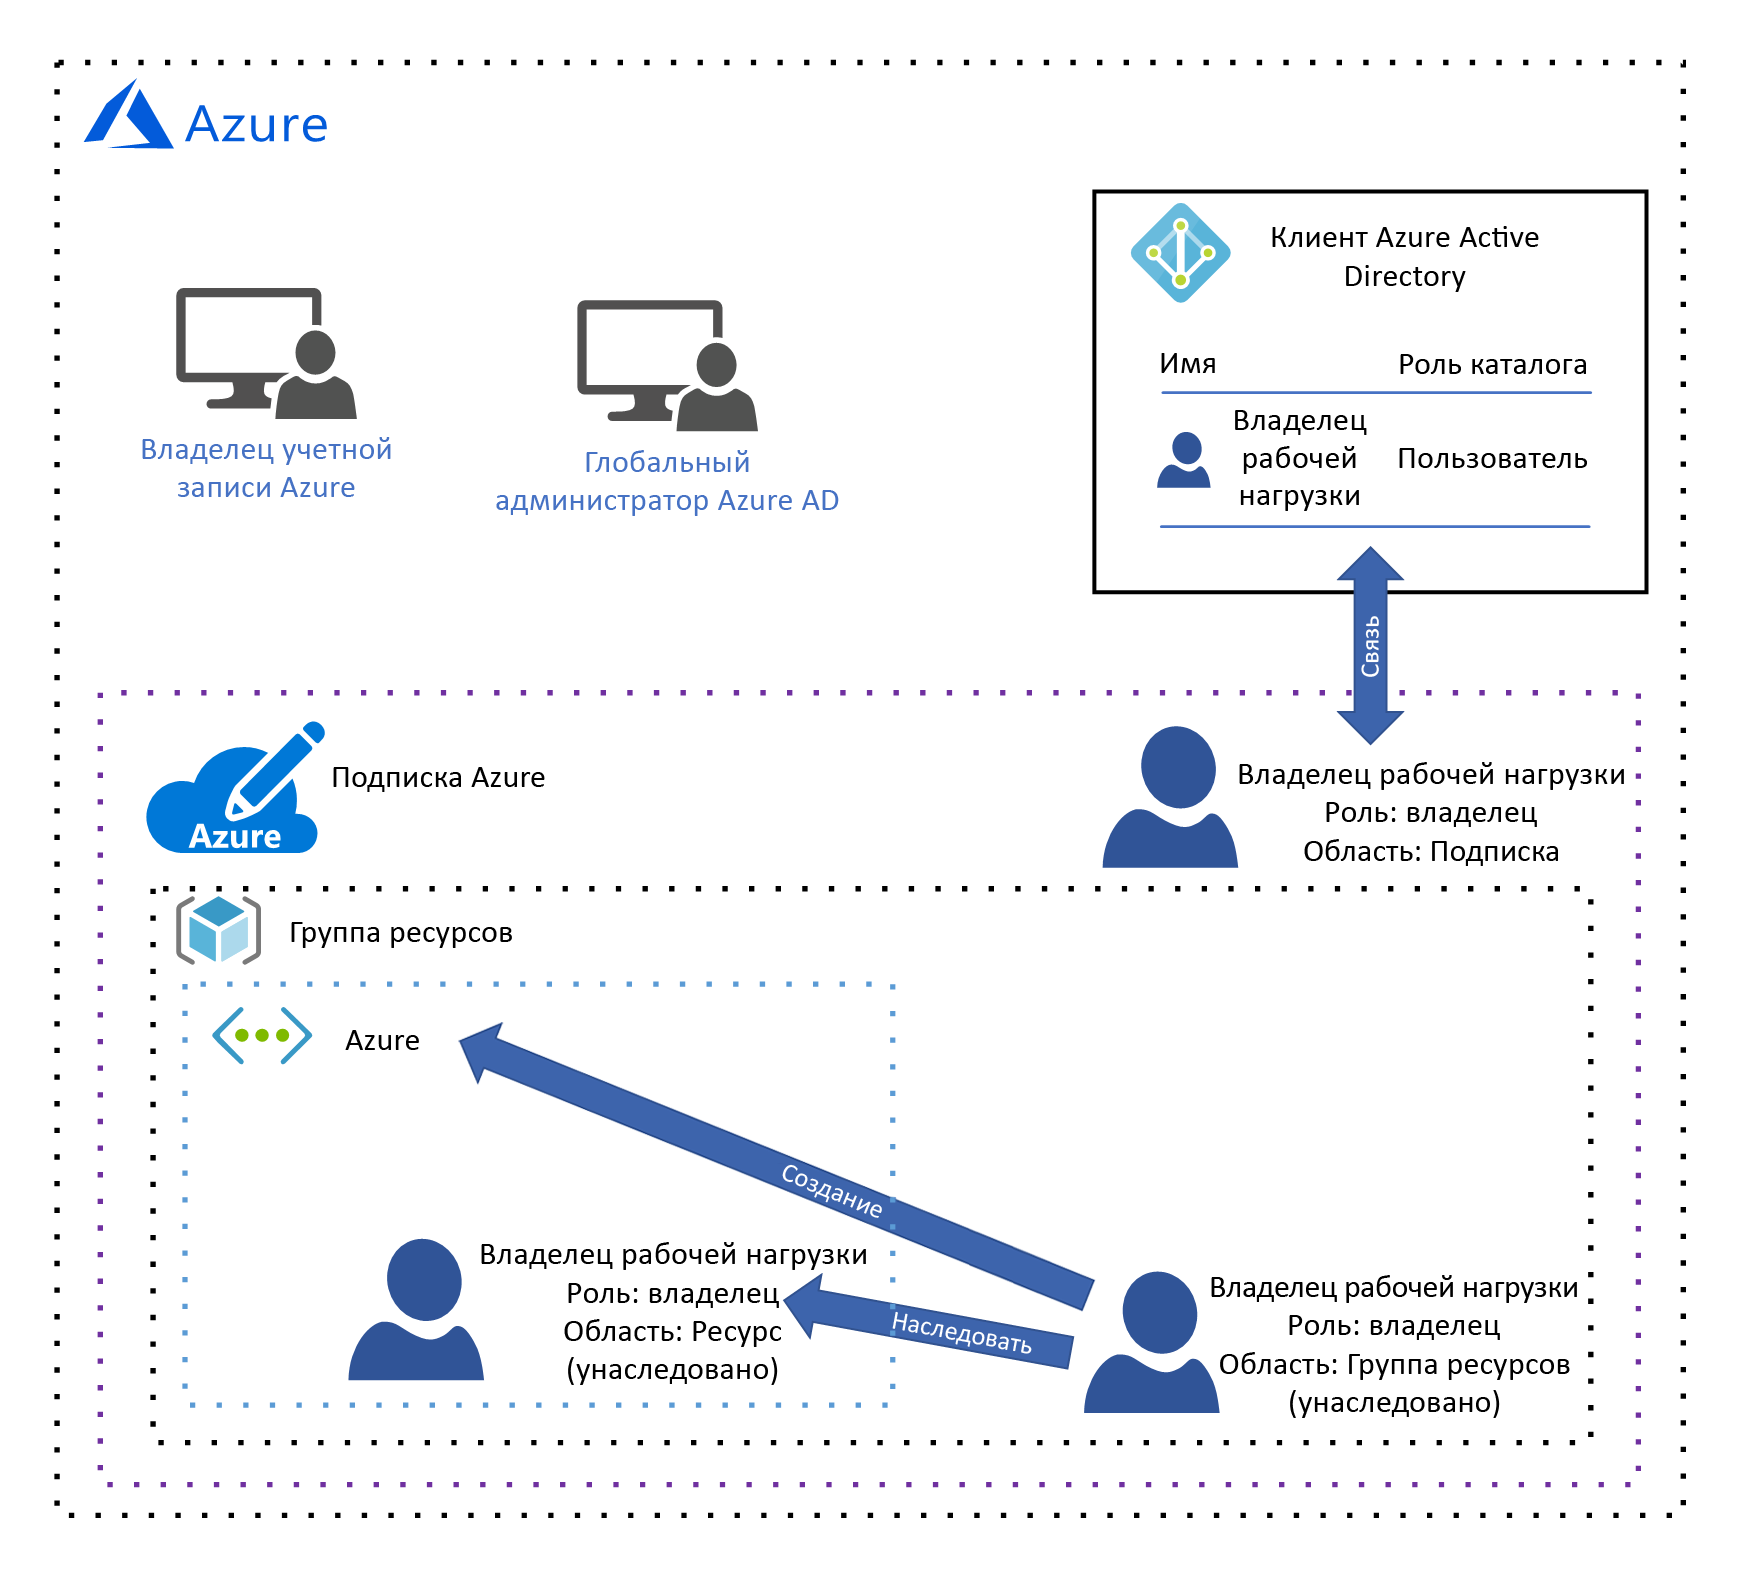 Azure
Клиент Azure Active
Directory
Имя
Роль каталога
Владелец
рабочей
нагрузки
Пользователь
Владелец учетной
записи Azure
Глобальный
администратор Azure AD
Связь
Azure
Подписка Azure
Владелец рабочей нагрузки
Роль: владелец
Область: Подписка
Группа ресурсов
Azure
Создание
Владелец рабочей нагрузки
Роль: владелец
Область: Ресурс
(унаследовано)
Наследовать
Владелец рабочей нагрузки
Роль: владелец
Область: Группа ресурсов
(унаследовано)